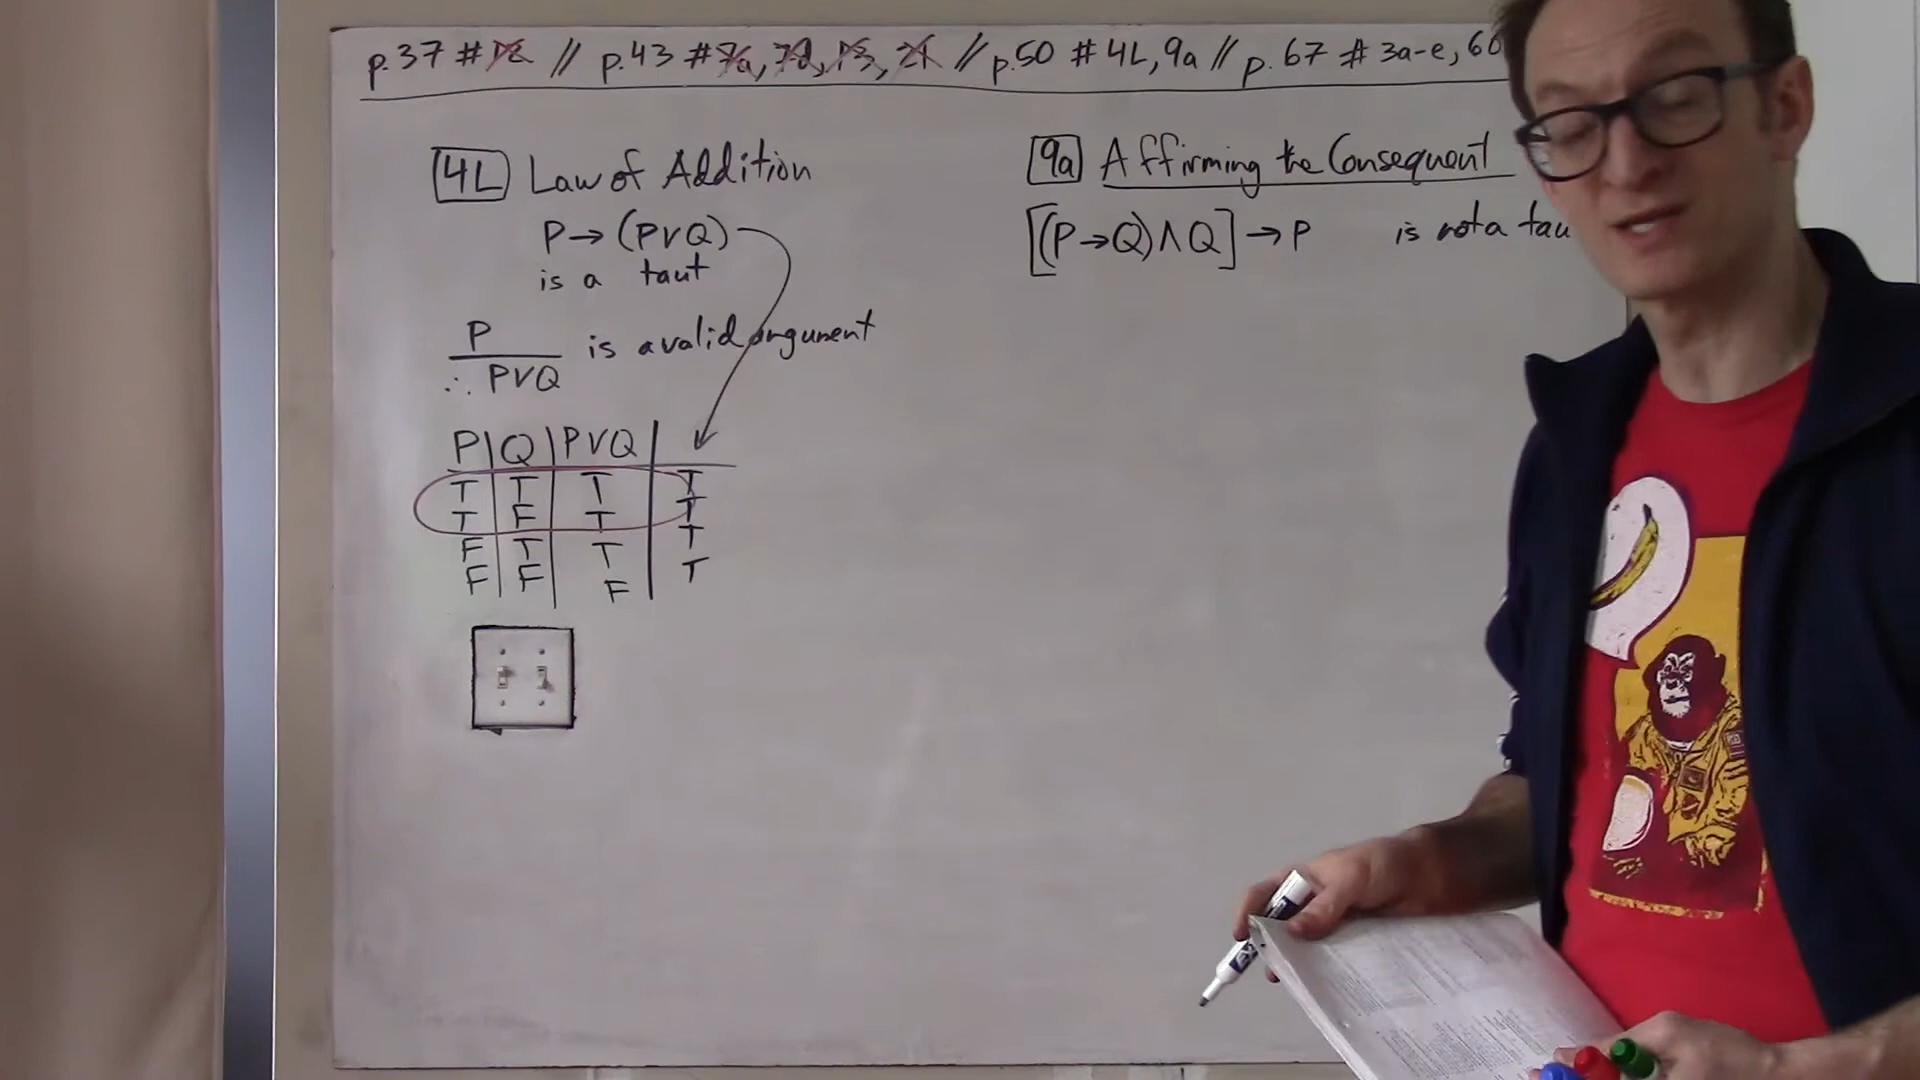 p.37 #12 // p.43 #7a, 7d, 13, 21 // p.50 #4L, 9a // p.67 #3a-e, 60
4L Law of Addition
P→(P∨Q)
is a taut
P
∴ P∨Q
is a valid argument
P Q P∨Q
T T T T
T F T T
F T T T
F F F T
9a Affirming the Consequent
[(P→Q)∧Q]→P is not a tau